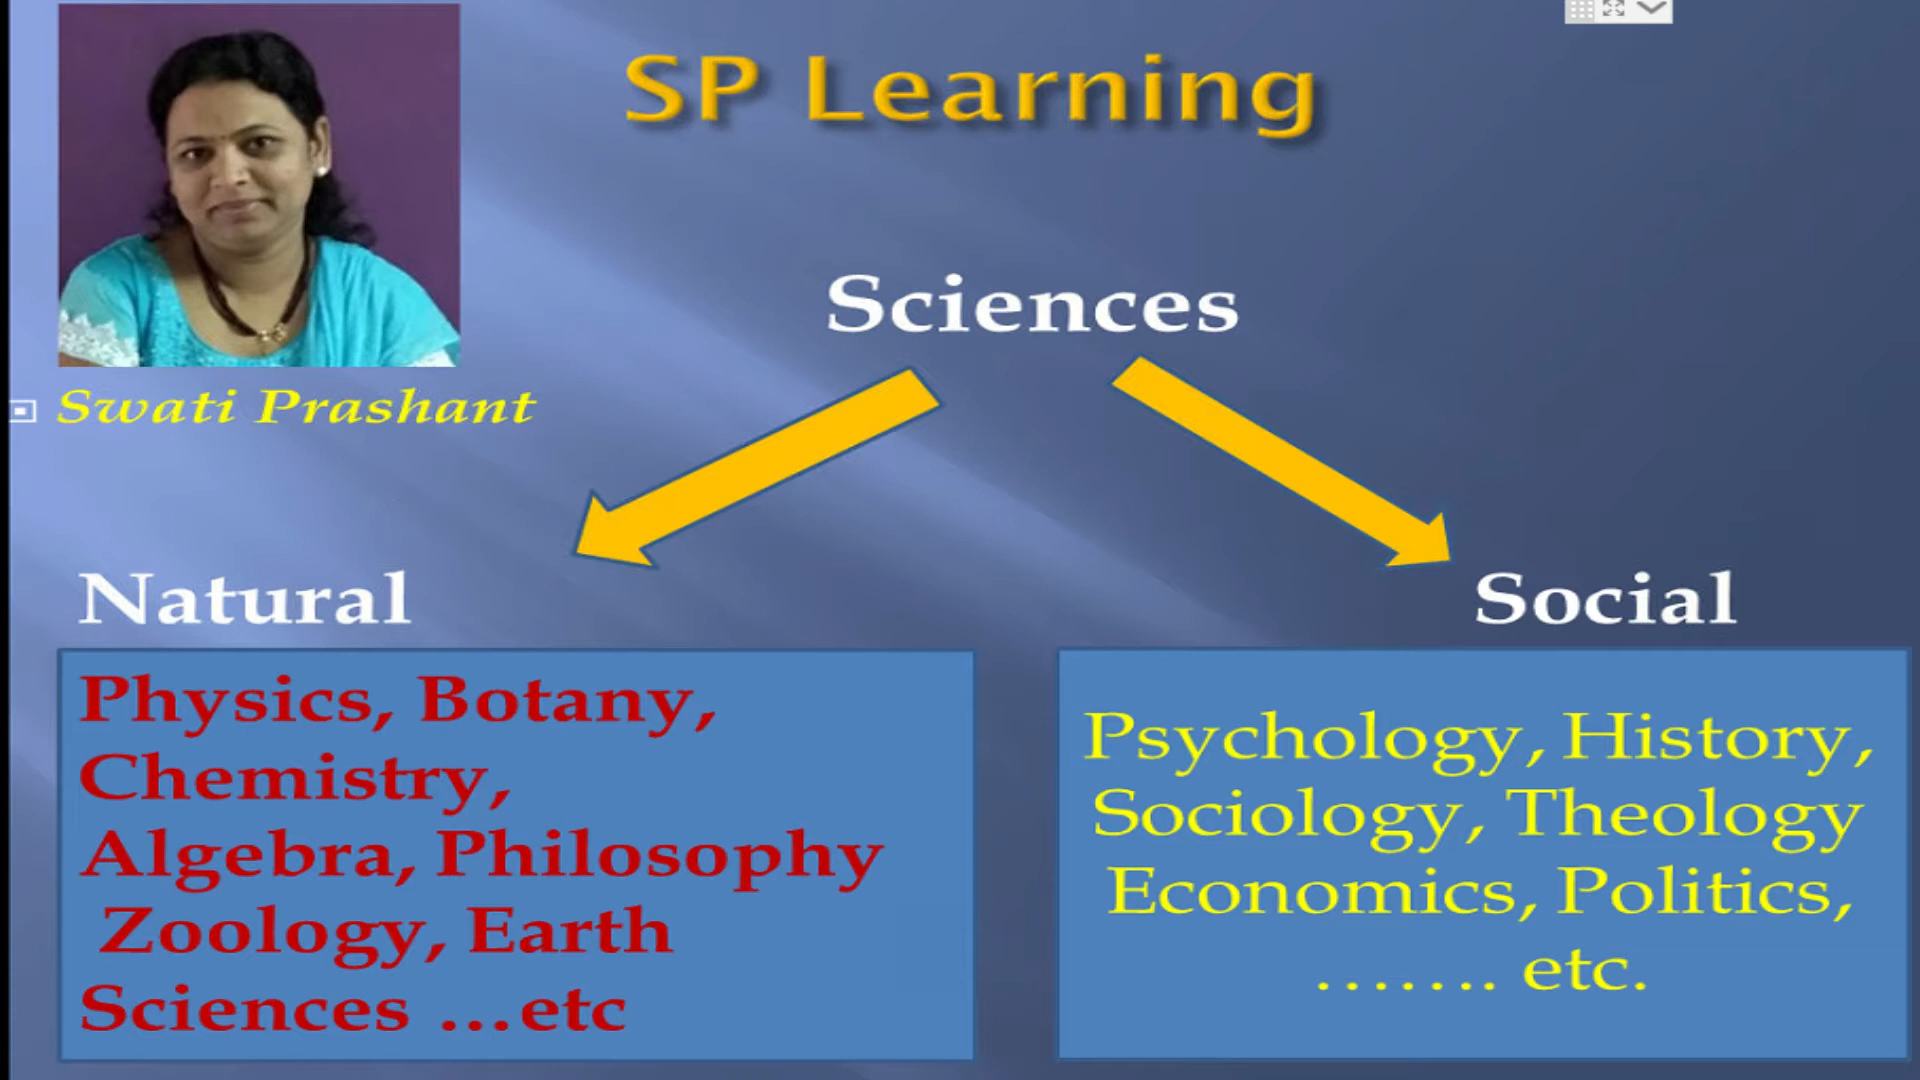 SP Learning
Swati Prashant
Sciences
Natural
Social
Physics, Botany,
Chemistry,
Algebra, Philosophy
Zoology, Earth
Sciences ...etc
Psychology, History,
Sociology, Theology
Economics, Politics,
....... etc.